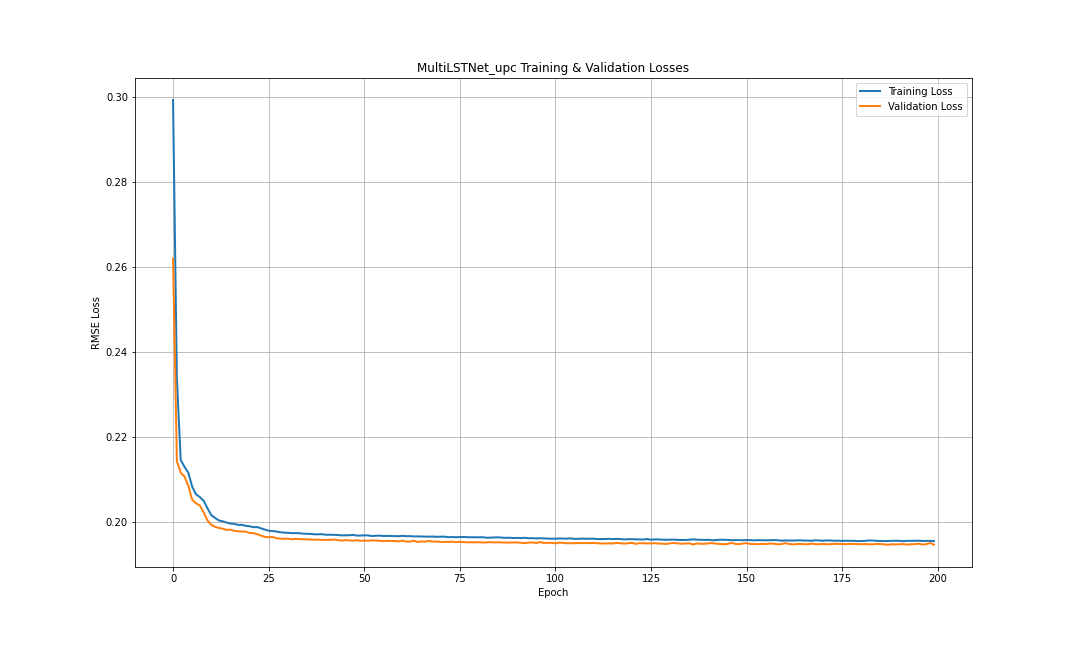 MultiLSTNet_upc Training & Validation Losses
Training Loss
Validation Loss
RMSE Loss
0.30
0.28
0.26
0.24
0.22
0.20
0 25 50 75 100 125 150 175 200
Epoch